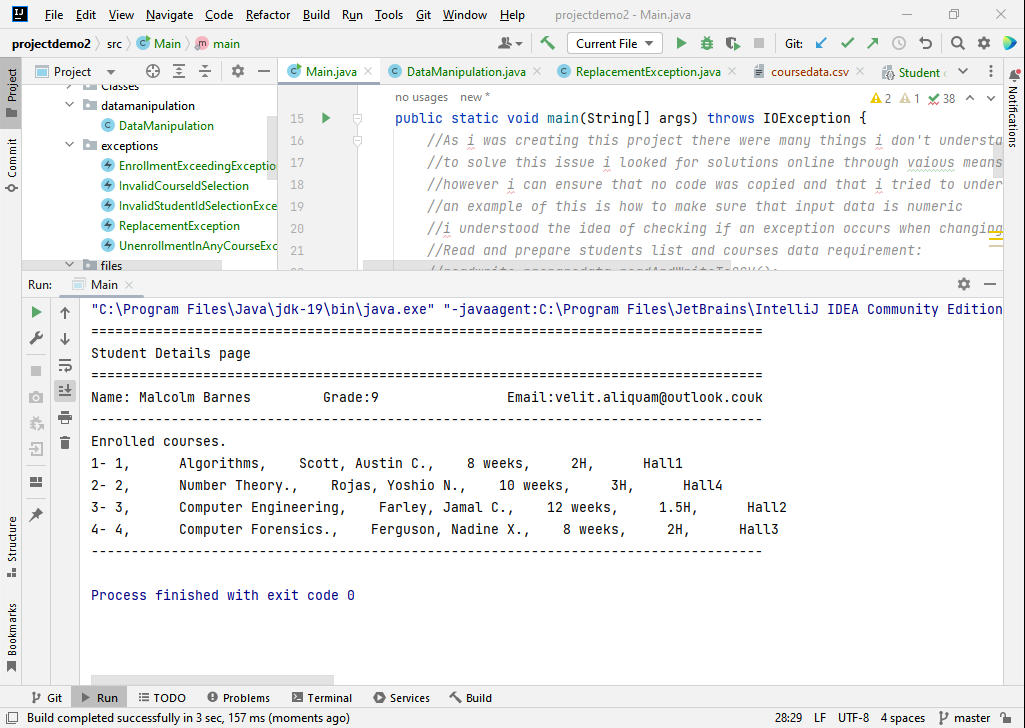 File Edit View Navigate Code Refactor Build Run Tools Git Window Help projectdemo2 - Main.java
projectdemo2 src Main main Current File Git:
Project
Main.java DataManipulation.java ReplacementException.java coursedata.csv Student
Classes
datamanipulation
DataManipulation
exceptions
EnrollmentExceedingExceptio
InvalidCourseIdSelection
InvalidStudentIdSelectionExce
ReplacementException
UnenrollmentInAnyCourseExc
files
no usages new *
2 1 38
15 public static void main(String[] args) throws IOException {
16 //As i was creating this project there were many things i don't understa
17 //to solve this issue i looked for solutions online through vaious means
18 //however i can ensure that no code was copied and that i tried to under
19 //an example of this is how to make sure that input data is numeric
20 //i understood the idea of checking if an exception occurs when changing
21 //Read and prepare students list and courses data requirement:
Run: Main
"C:\Program Files\Java\jdk-19\bin\java.exe" "-javaagent:C:\Program Files\JetBrains\IntelliJ IDEA Community Edition
====================================================================================
Student Details page
====================================================================================
Name: Malcolm Barnes Grade:9 Email:velit.aliquam@outlook.couk
------------------------------------------------------------------------------------
Enrolled courses.
1- 1, Algorithms, Scott, Austin C., 8 weeks, 2H, Hall1
2- 2, Number Theory., Rojas, Yoshio N., 10 weeks, 3H, Hall4
3- 3, Computer Engineering, Farley, Jamal C., 12 weeks, 1.5H, Hall2
4- 4, Computer Forensics., Ferguson, Nadine X., 8 weeks, 2H, Hall3
------------------------------------------------------------------------------------
Process finished with exit code 0
Project
Commit
Structure
Bookmarks
Notifications
Git Run TODO Problems Terminal Services Build
Build completed successfully in 3 sec, 157 ms (moments ago) 28:29 LF UTF-8 4 spaces master